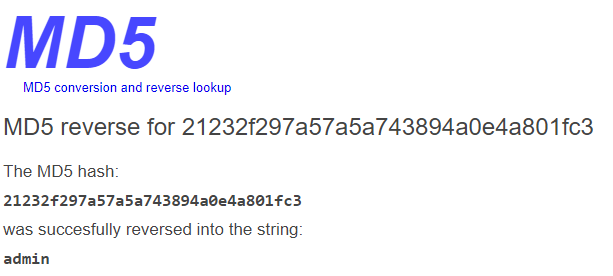 MD5
MD5 conversion and reverse lookup
MD5 reverse for 21232f297a57a5a743894a0e4a801fc3
The MD5 hash:
21232f297a57a5a743894a0e4a801fc3
was succesfully reversed into the string:
admin